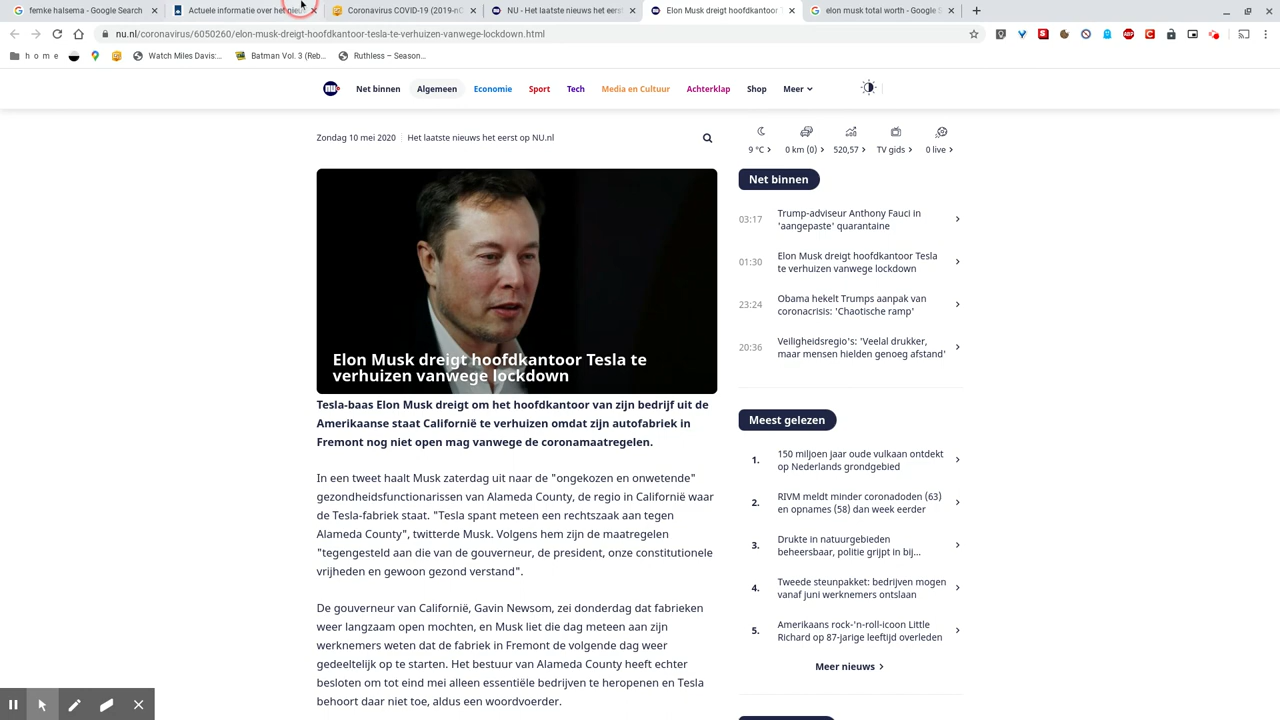 femke halsema - Google Search
Actuele informatie over het nieu
Coronavirus COVID-19 (2019-nC
NU - Het laatste nieuws het eerst
Elon Musk dreigt hoofdkantoor T
elon musk total worth - Google S
nu.nl/coronavirus/6050260/elon-musk-dreigt-hoofdkantoor-tesla-te-verhuizen-vanwege-lockdown.html
h o m e
Watch Miles Davis:...
Batman Vol. 3 (Reb...
Ruthless – Season...
NU
Net binnen
Algemeen
Economie
Sport
Tech
Media en Cultuur
Achterklap
Shop
Meer
Zondag 10 mei 2020
Het laatste nieuws het eerst op NU.nl
9 °C
0 km (0)
520,57
TV gids
0 live
Elon Musk dreigt hoofdkantoor Tesla te
verhuizen vanwege lockdown
Tesla-baas Elon Musk dreigt om het hoofdkantoor van zijn bedrijf uit de
Amerikaanse staat Californië te verhuizen omdat zijn autofabriek in
Fremont nog niet open mag vanwege de coronamaatregelen.
In een tweet haalt Musk zaterdag uit naar de "ongekozen en onwetende"
gezondheidsfunctionarissen van Alameda County, de regio in Californië waar
de Tesla-fabriek staat. "Tesla spant meteen een rechtszaak aan tegen
Alameda County", twitterde Musk. Volgens hem zijn de maatregelen
"tegengesteld aan die van de gouverneur, de president, onze constitutionele
vrijheden en gewoon gezond verstand".
De gouverneur van Californië, Gavin Newsom, zei donderdag dat fabrieken
weer langzaam open mochten, en Musk liet die dag meteen aan zijn
werknemers weten dat de fabriek in Fremont de volgende dag weer
gedeeltelijk op te starten. Het bestuur van Alameda County heeft echter
besloten om tot eind mei alleen essentiële bedrijven te heropenen en Tesla
behoort daar niet toe, aldus een woordvoerder.
Net binnen
03:17
Trump-adviseur Anthony Fauci in
'aangepaste' quarantaine
01:30
Elon Musk dreigt hoofdkantoor Tesla
te verhuizen vanwege lockdown
23:24
Obama hekelt Trumps aanpak van
coronacrisis: 'Chaotische ramp'
20:36
Veiligheidsregio's: 'Veelal drukker,
maar mensen hielden genoeg afstand'
Meest gelezen
1.
150 miljoen jaar oude vulkaan ontdekt
op Nederlands grondgebied
2.
RIVM meldt minder coronadoden (63)
en opnames (58) dan week eerder
3.
Drukte in natuurgebieden
beheersbaar, politie grijpt in bij...
4.
Tweede steunpakket: bedrijven mogen
vanaf juni werknemers ontslaan
5.
Amerikaans rock-'n-roll-icoon Little
Richard op 87-jarige leeftijd overleden
Meer nieuws